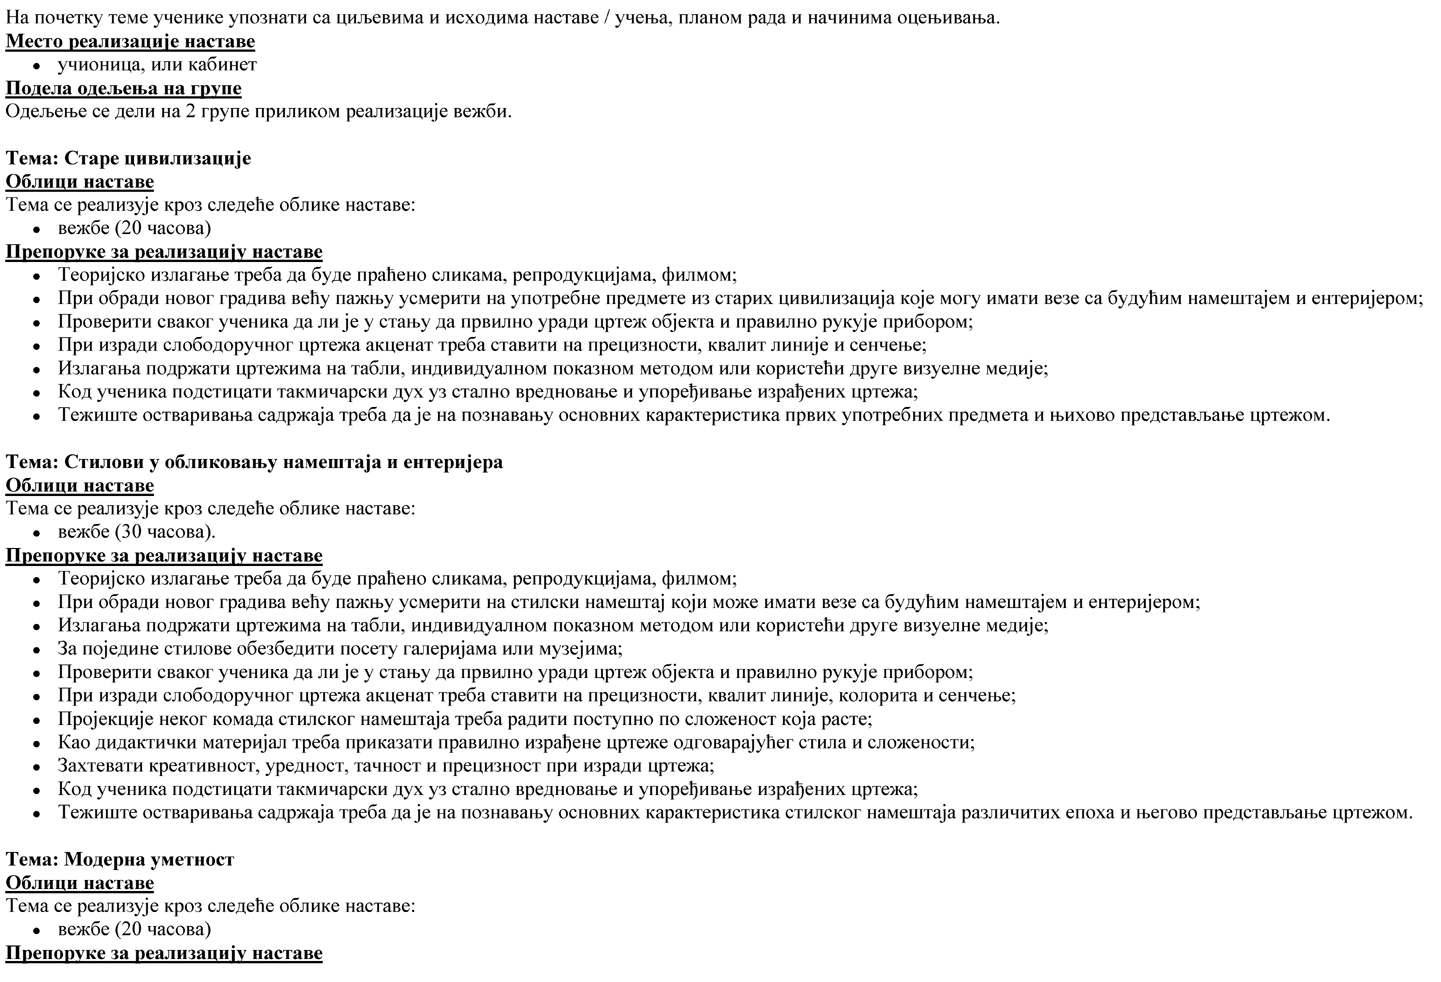 На почетку теме ученике упознати са циљевима и исходима наставе / учења, планом рада и начинима оцењивања.
Место реализације наставе
• учионица, или кабинет
Подела одељења на групе
Одељење се дели на 2 групе приликом реализације вежби.
Тема: Старе цивилизације
Облици наставе
Тема се реализује кроз следеће облике наставе:
• вежбе (20 часова)
Препоруке за реализацију наставе
• Теоријско излагање треба да буде праћено сликама, репродукцијама, филмом;
• При обради новог градива већу пажњу усмерити на употребне предмете из старих цивилизација које могу имати везе са будућим намештајем и ентеријером;
• Проверити сваког ученика да ли је у стању да првилно уради цртеж објекта и правилно рукује прибором;
• При изради слободоручног цртежа акценат треба ставити на прецизности, квалит линије и сенчење;
• Излагања подржати цртежима на табли, индивидуалном показном методом или користећи друге визуелне медије;
• Код ученика подстицати такмичарски дух уз стално вредновање и упоређивање израђених цртежа;
• Тежиште остваривања садржаја треба да је на познавању основних карактеристика првих употребних предмета и њихово представљање цртежом.
Тема: Стилови у обликовању намештаја и ентеријера
Облици наставе
Тема се реализује кроз следеће облике наставе:
• вежбе (30 часова).
Препоруке за реализацију наставе
• Теоријско излагање треба да буде праћено сликама, репродукцијама, филмом;
• При обради новог градива већу пажњу усмерити на стилски намештај који може имати везе са будућим намештајем и ентеријером;
• Излагања подржати цртежима на табли, индивидуалном показном методом или користећи друге визуелне медије;
• За поједине стилове обезбедити посету галеријама или музејима;
• Проверити сваког ученика да ли је у стању да првилно уради цртеж објекта и правилно рукује прибором;
• При изради слободоручног цртежа акценат треба ставити на прецизности, квалит линије, колорита и сенчење;
• Пројекције неког комада стилског намештаја треба радити поступно по сложеност која расте;
• Као дидактички материјал треба приказати правилно израђене цртеже одговарајућег стила и сложености;
• Захтевати креативност, уредност, тачност и прецизност при изради цртежа;
• Код ученика подстицати такмичарски дух уз стално вредновање и упоређивање израђених цртежа;
• Тежиште остваривања садржаја треба да је на познавању основних карактеристика стилског намештаја различитих епоха и његово представљање цртежом.
Тема: Модерна уметност
Облици наставе
Тема се реализује кроз следеће облике наставе:
• вежбе (20 часова)
Препоруке за реализацију наставе